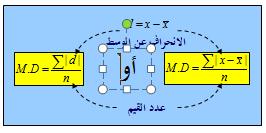 = x - x̄
الانحراف عن الوسط
M.D = ∑|d| / n أو M.D = ∑|x - x̄| / n
عدد القيم